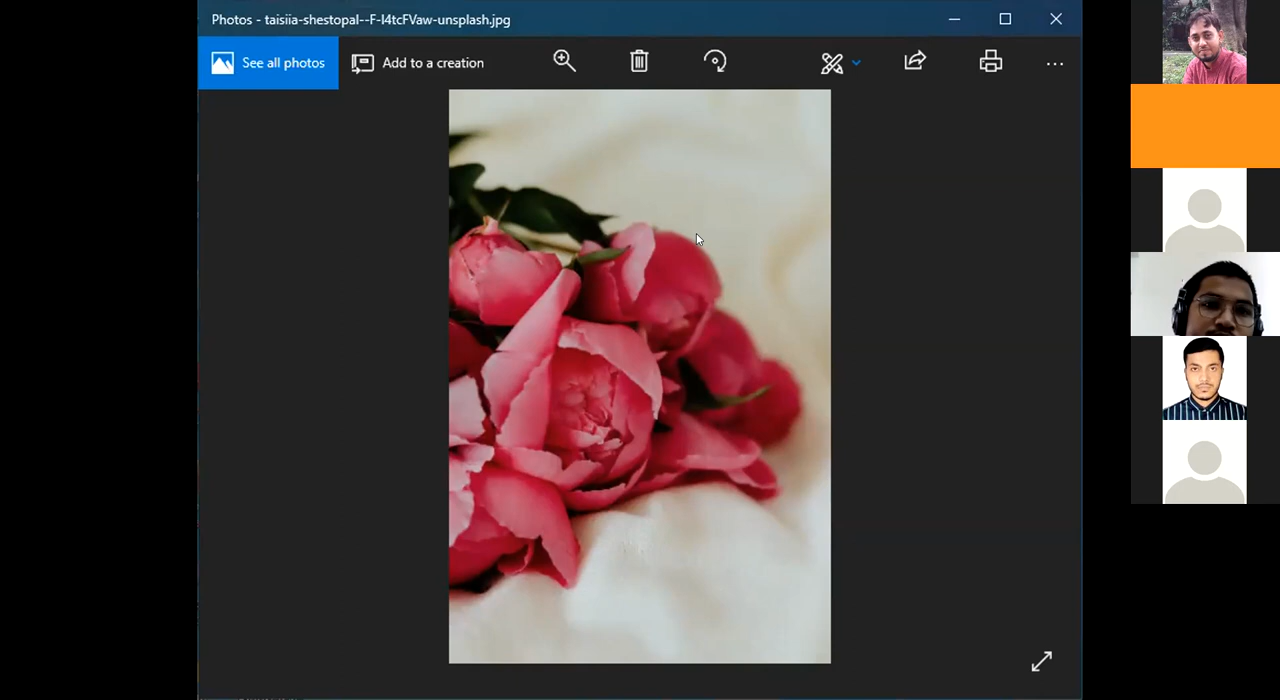 Photos - taisiia-shestopal--F-I4tcFVaw-unsplash.jpg
See all photos
Add to a creation